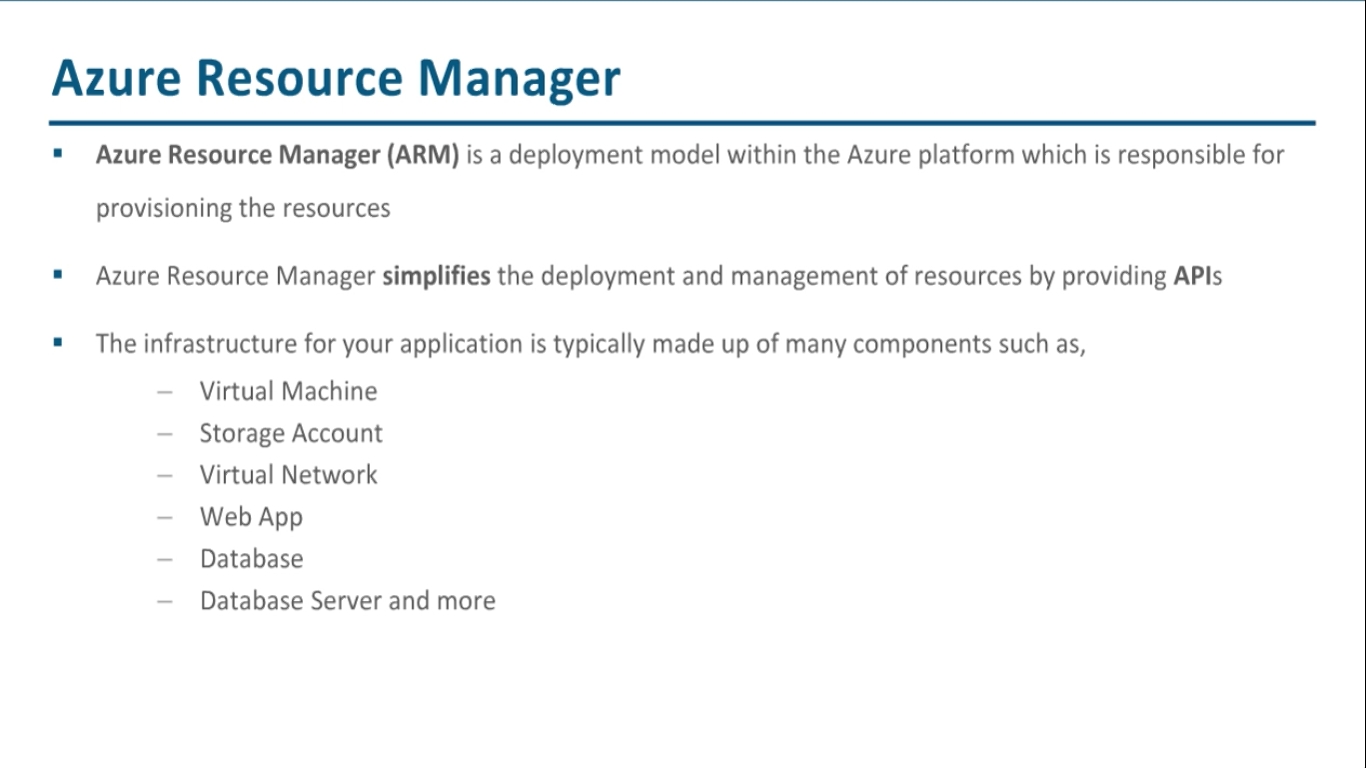 Azure Resource Manager
▪ Azure Resource Manager (ARM) is a deployment model within the Azure platform which is responsible for
provisioning the resources
▪ Azure Resource Manager simplifies the deployment and management of resources by providing APIs
▪ The infrastructure for your application is typically made up of many components such as,
– Virtual Machine
– Storage Account
– Virtual Network
– Web App
– Database
– Database Server and more